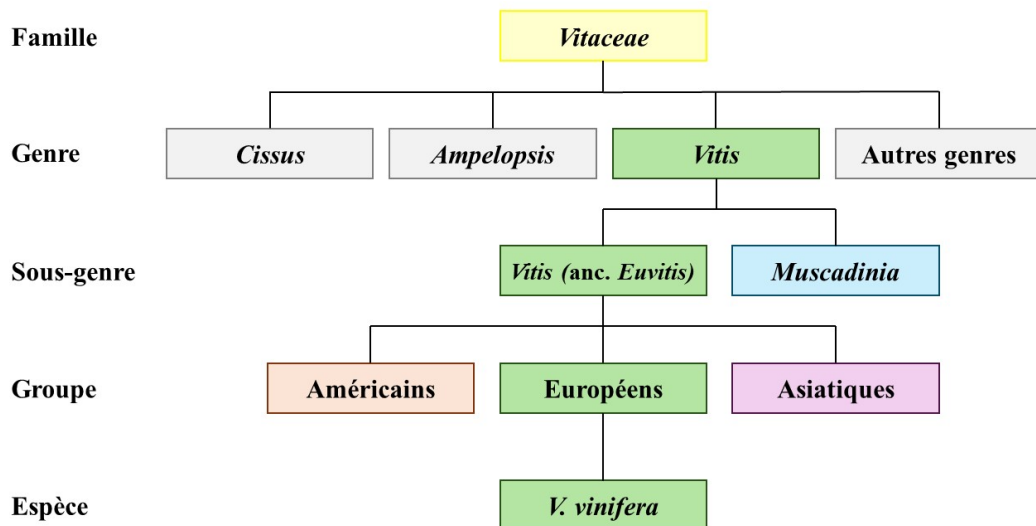 Famille Vitaceae
Genre Cissus Ampelopsis Vitis Autres genres
Sous-genre Vitis (anc. Euvitis) Muscadinia
Groupe Américains Européens Asiatiques
Espèce V. vinifera